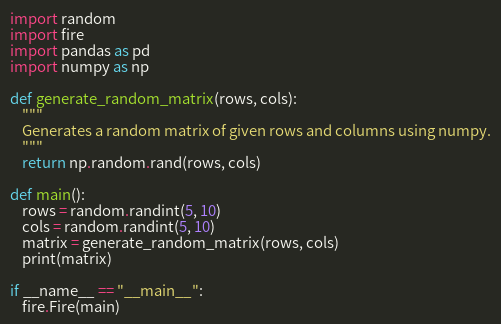 import random
import fire
import pandas as pd
import numpy as np

def generate_random_matrix(rows, cols):
    """
    Generates a random matrix of given rows and columns using numpy.
    """
    return np.random.rand(rows, cols)

def main():
    rows = random.randint(5, 10)
    cols = random.randint(5, 10)
    matrix = generate_random_matrix(rows, cols)
    print(matrix)

if __name__ == "__main__":
    fire.Fire(main)